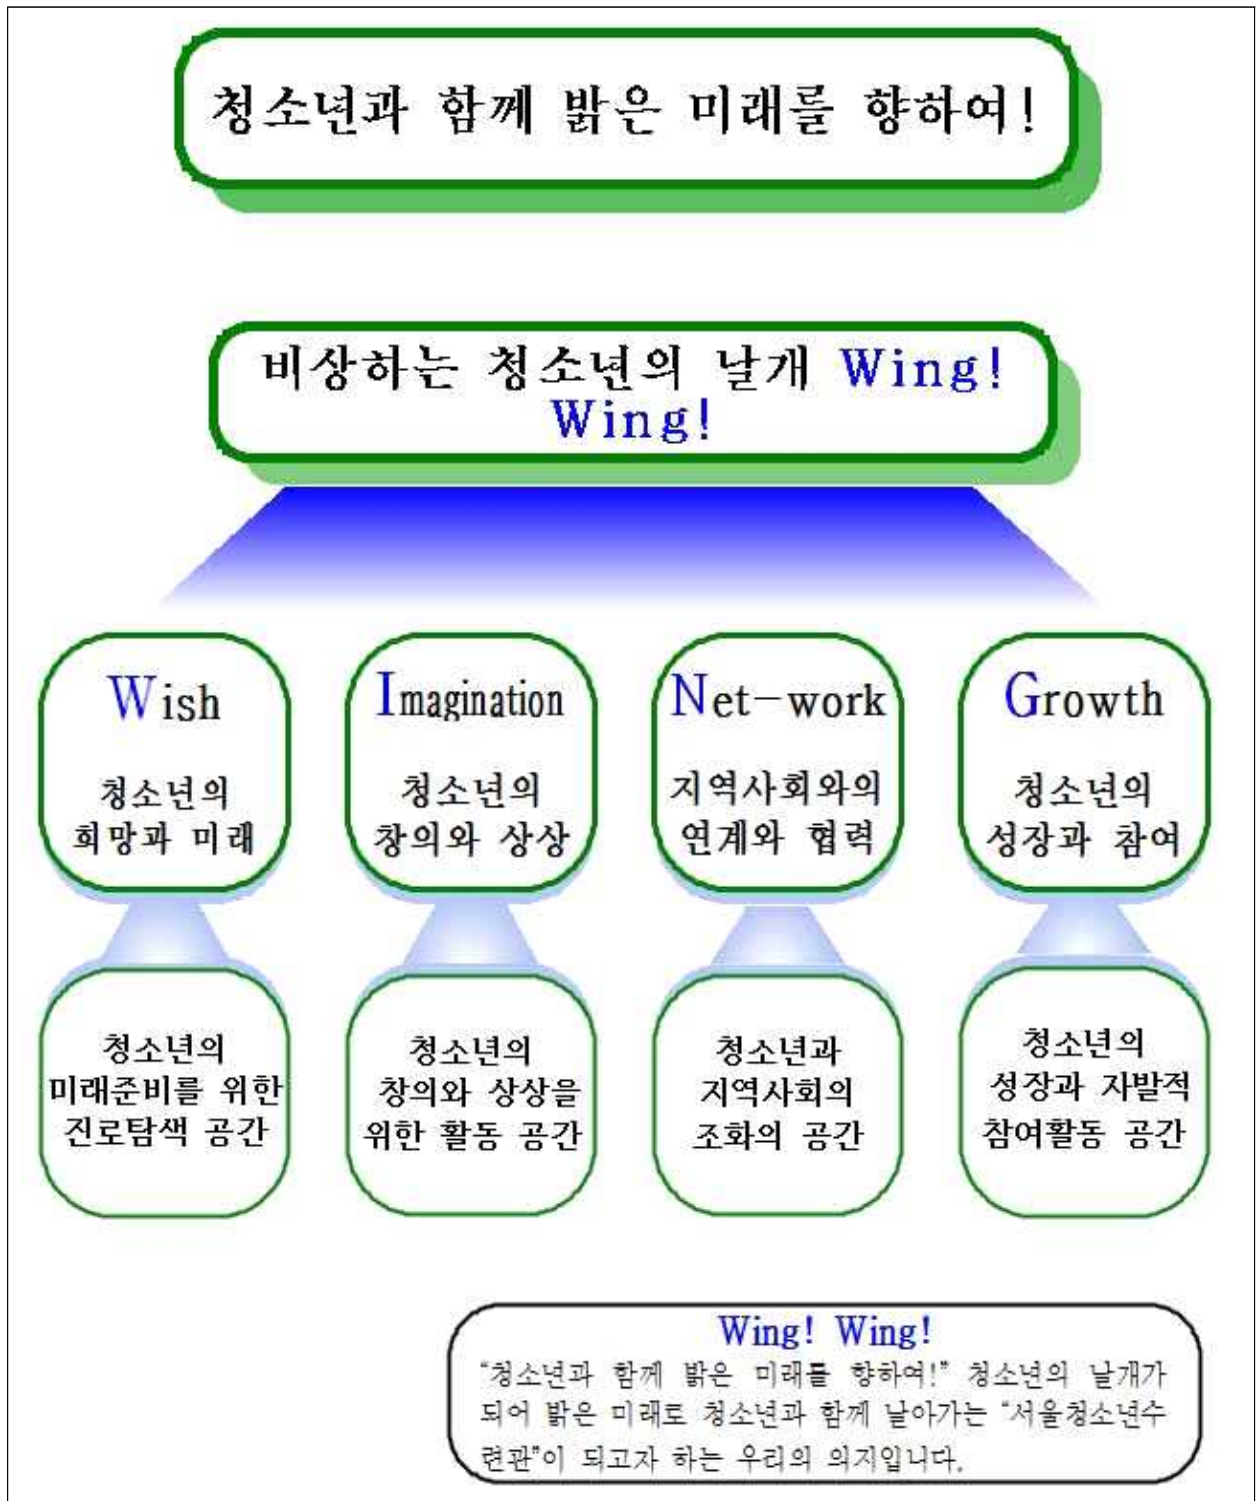 청소년과 함께 밝은 미래를 향하여!
비상하는 청소년의 날개 Wing!
Wing!
Wish
청소년의
희망과 미래
Imagination
청소년의
창의와 상상
Net-work
지역사회와의
연계와 협력
Growth
청소년의
성장과 참여
청소년의
미래준비를 위한
진로탐색 공간
청소년의
창의와 상상을
위한 활동 공간
청소년과
지역사회의
조화의 공간
청소년의
성장과 자발적
참여활동 공간
Wing! Wing!
“청소년과 함께 밝은 미래를 향하여!” 청소년의 날개가
되어 밝은 미래로 청소년과 함께 날아가는 “서울청소년수
련관”이 되고자 하는 우리의 의지입니다.